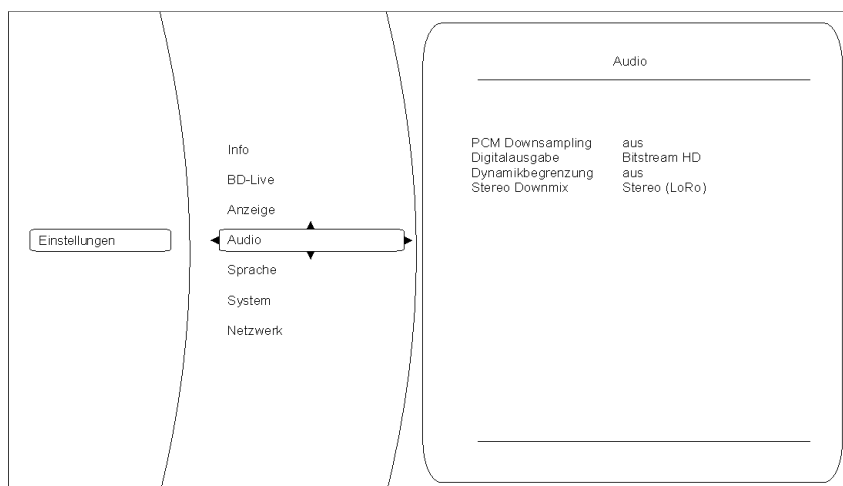 Einstellungen
Info
BD-Live
Anzeige
Audio
Sprache
System
Netzwerk
Audio
PCM Downsampling aus
Digitalausgabe Bitstream HD
Dynamikbegrenzung aus
Stereo Downmix Stereo (LoRo)